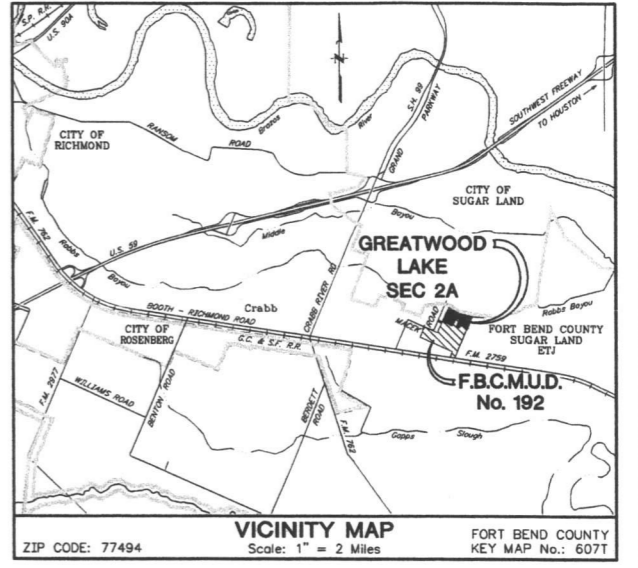 S.P. R.R.
U.S. 90A
N
S.H. 99
GRAND PARKWAY
SOUTHWEST FREEWAY
TO HOUSTON
CITY OF
RICHMOND
RANSOM ROAD
Brazos River
CITY OF
SUGAR LAND
F.M. 762
Rabbs Bayou
U.S. 59
Middle Bayou
GREATWOOD
LAKE
SEC 2A
CRABB RIVER RD
BOOTH - RICHMOND ROAD
Crabb
MACEK ROAD
Rabbs Bayou
CITY OF
ROSENBERG
G.C. & S.F. R.R.
FORT BEND COUNTY
SUGAR LAND
ETJ
F.M. 2759
F.B.C.M.U.D.
No. 192
F.M. 2977
WILLIAMS ROAD
BENTON ROAD
BERDETT
ROAD
F.M. 762
Gapps Slough
VICINITY MAP
Scale: 1" = 2 Miles
ZIP CODE: 77494
FORT BEND COUNTY
KEY MAP No.: 607T